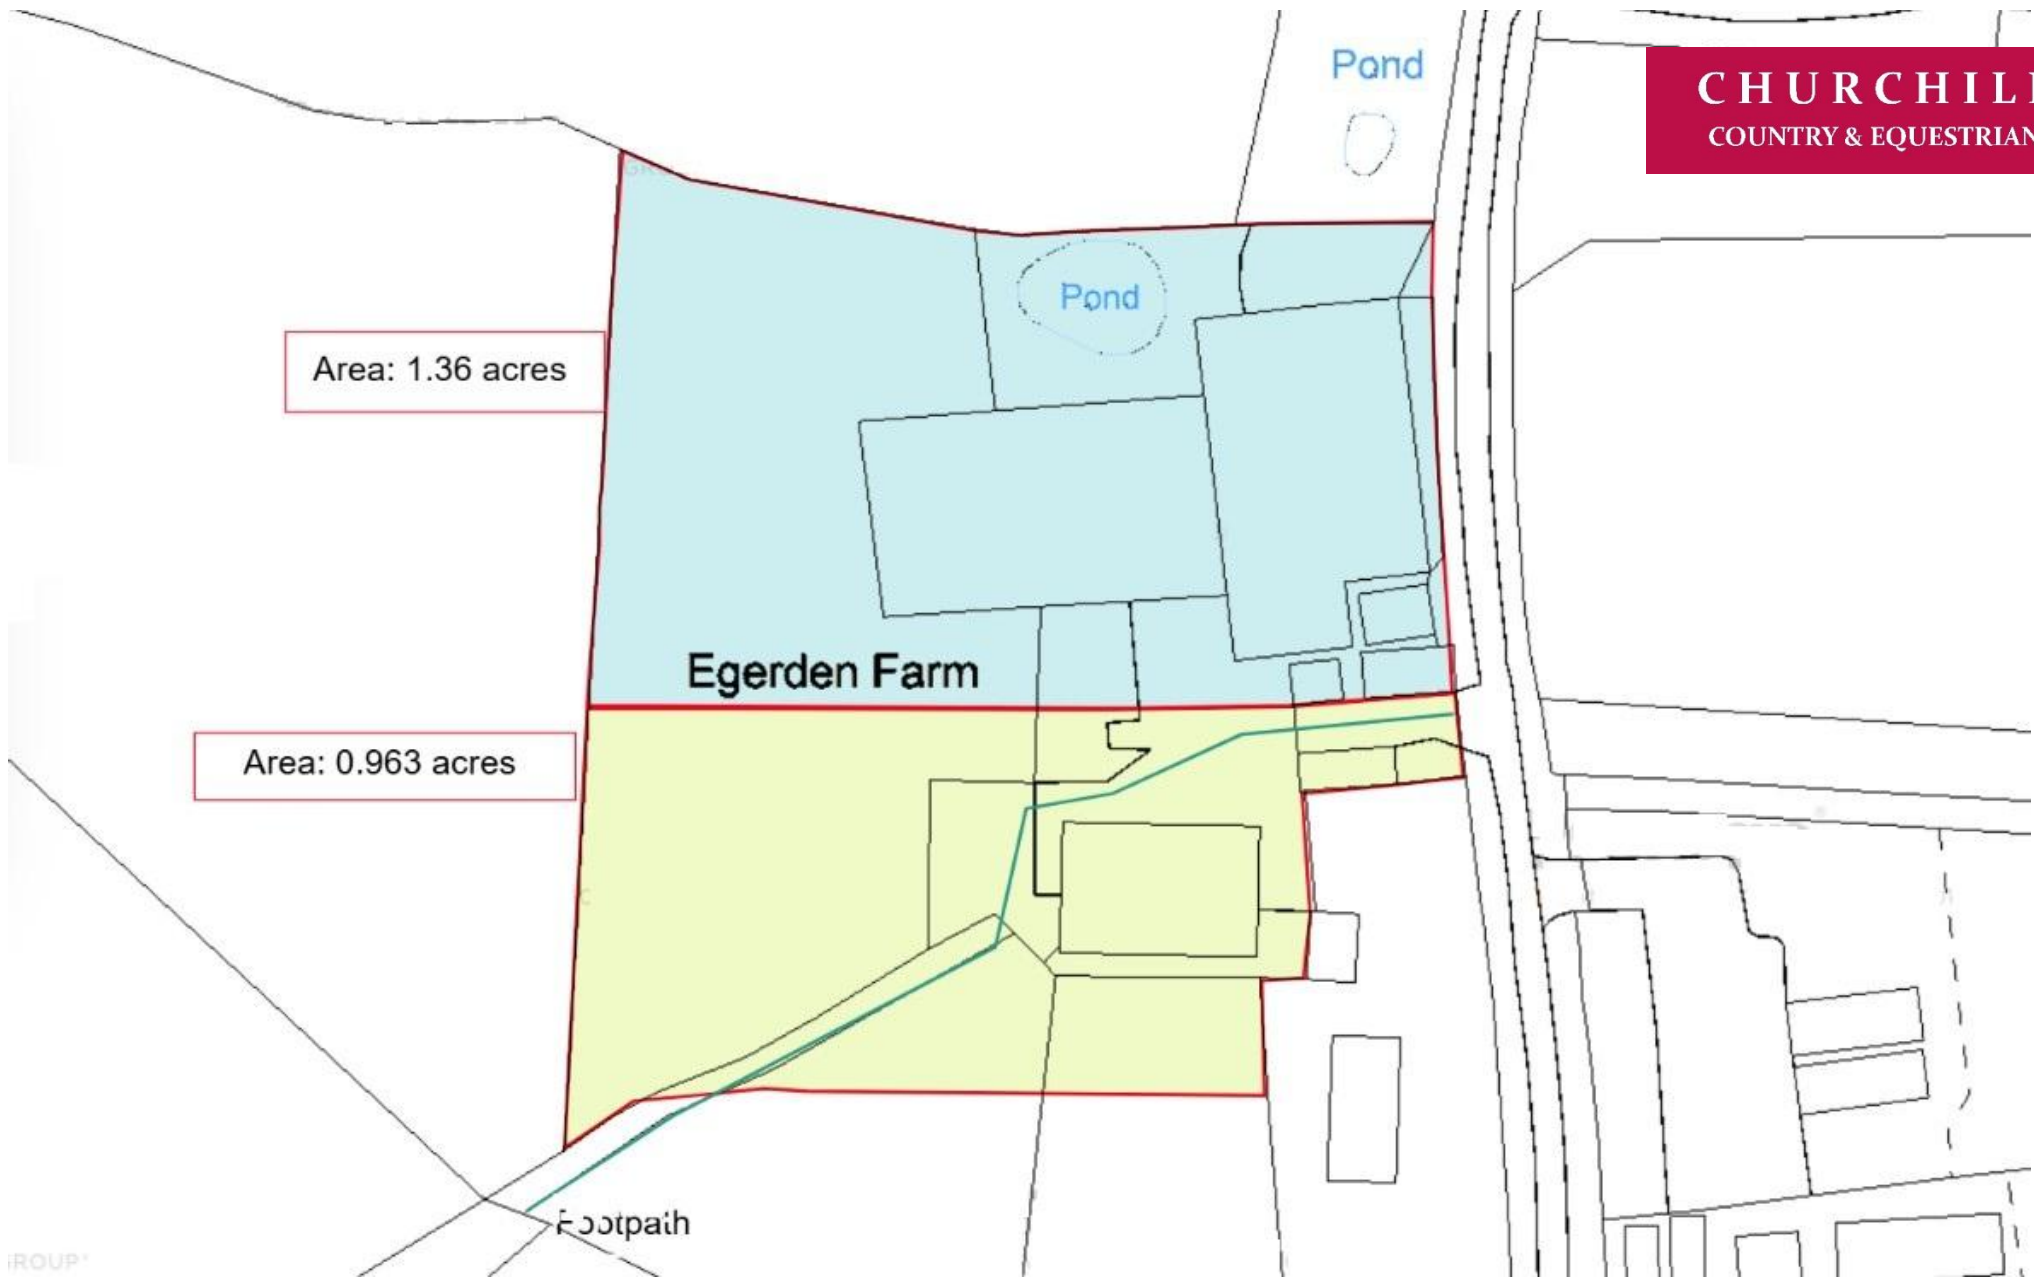 Pond
CHURCHILL
COUNTRY & EQUESTRIAN
Pond
Area: 1.36 acres
Egerden Farm
Area: 0.963 acres
Footpath